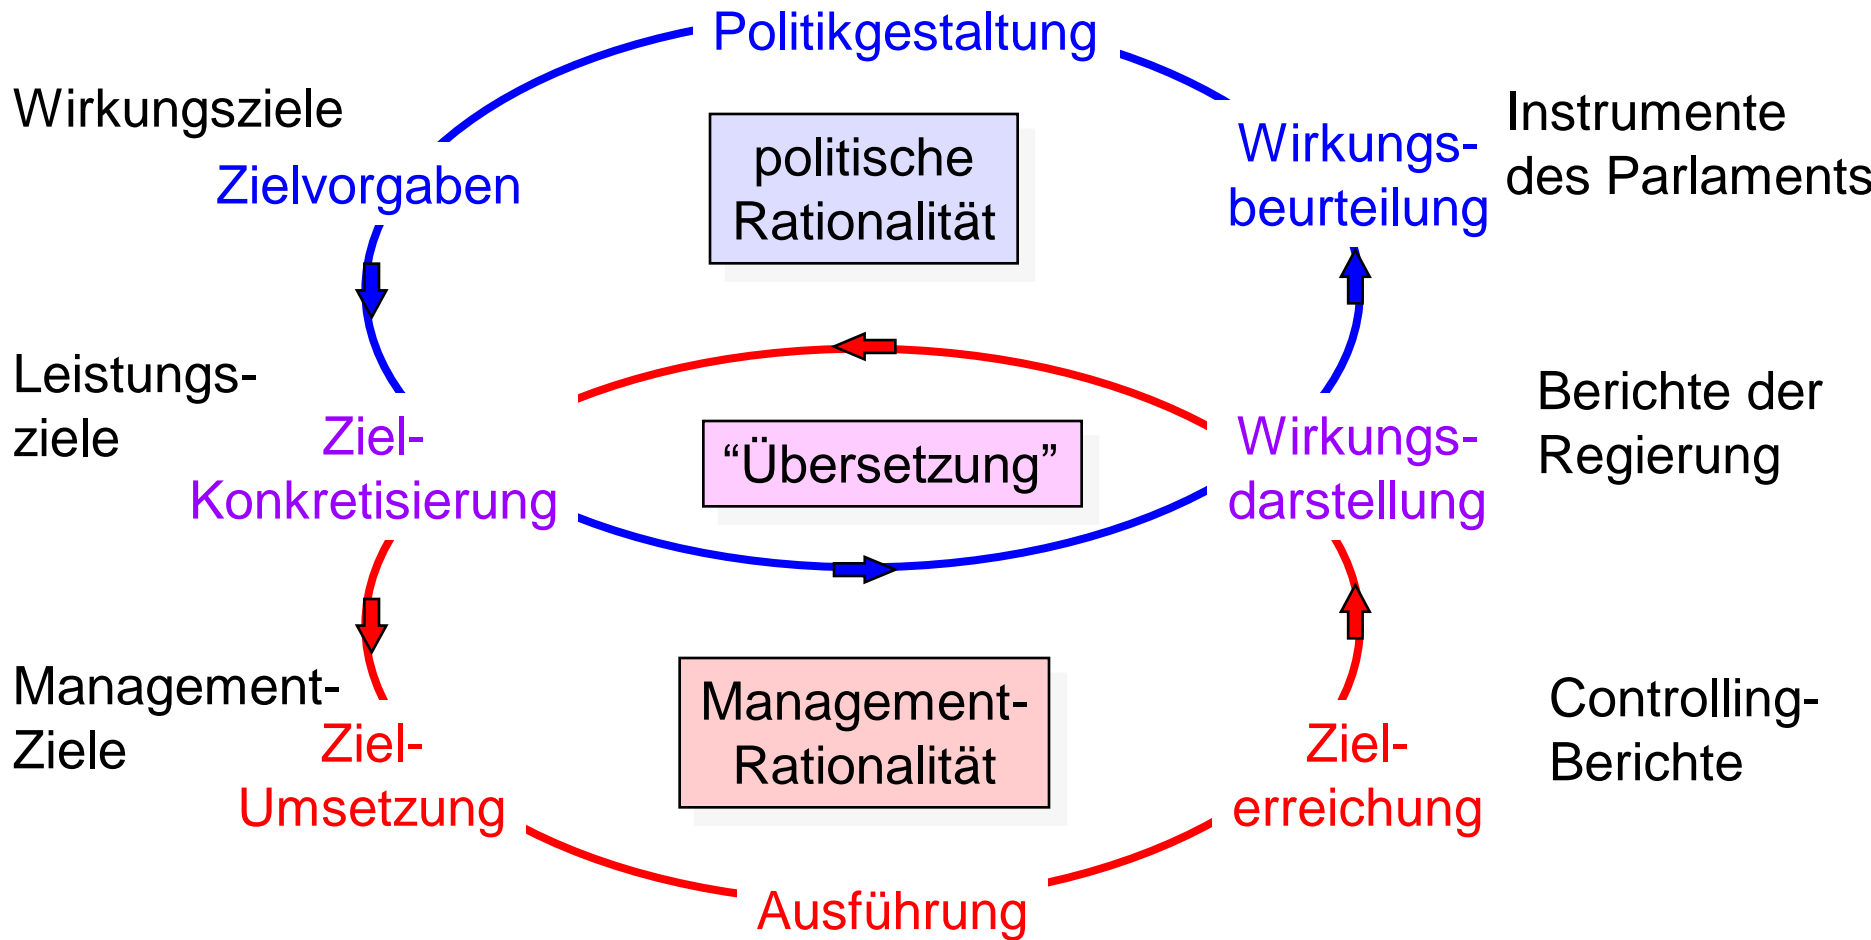 Politikgestaltung
Wirkungsziele
Zielvorgaben
politische
Rationalität
Wirkungs-
beurteilung
Instrumente
des Parlaments
Leistungs-
ziele
Ziel-
Konkretisierung
“Übersetzung”
Wirkungs-
darstellung
Berichte der
Regierung
Management-
Ziele
Ziel-
Umsetzung
Management-
Rationalität
Ziel-
erreichung
Controlling-
Berichte
Ausführung